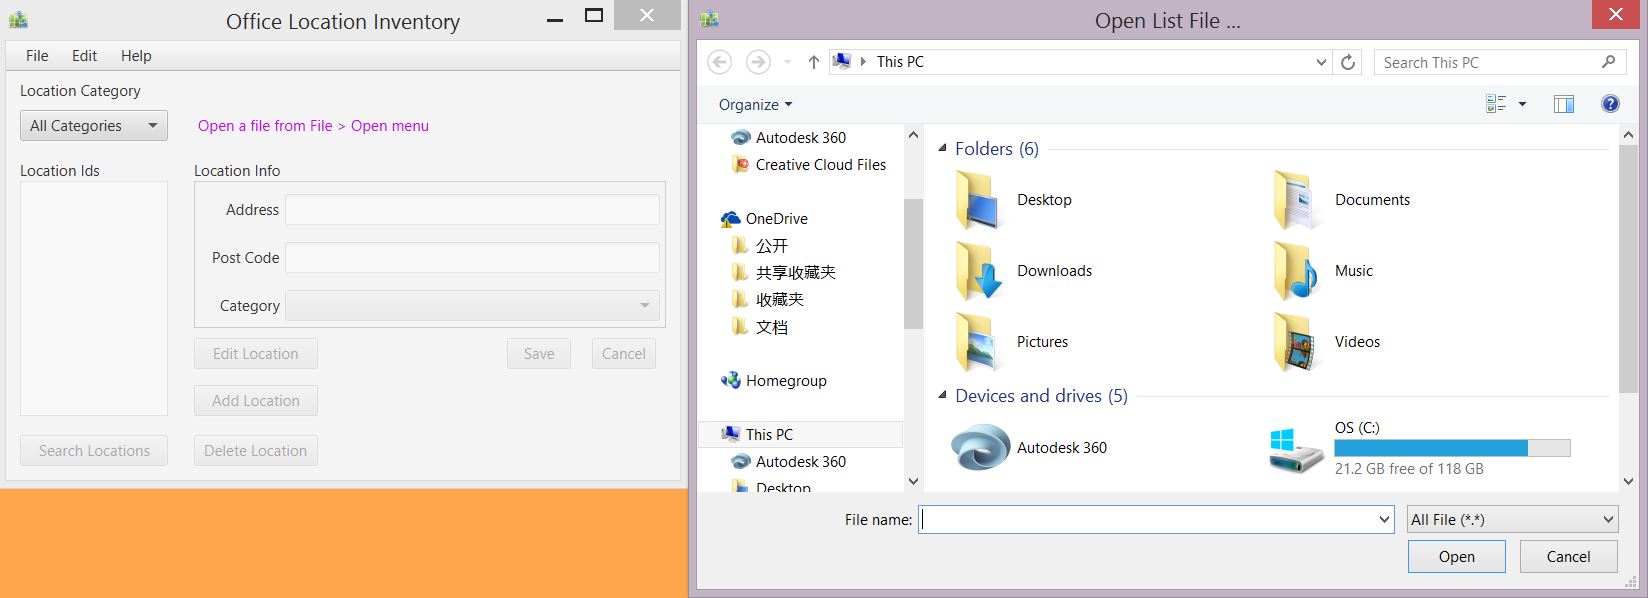 Office Location Inventory
File Edit Help
Location Category
All Categories
Open a file from File > Open menu
Location Ids
Location Info
Address
Post Code
Category
Edit Location
Save
Cancel
Add Location
Search Locations
Delete Location
Open List File ...
This PC
Search This PC
Organize
Autodesk 360
Creative Cloud Files
OneDrive
公开
共享收藏夹
收藏夹
文档
Homegroup
This PC
Autodesk 360
Desktop
Folders (6)
Desktop
Documents
Downloads
Music
Pictures
Videos
Devices and drives (5)
Autodesk 360
OS (C:)
21.2 GB free of 118 GB
File name:
All File (*.*)
Open
Cancel